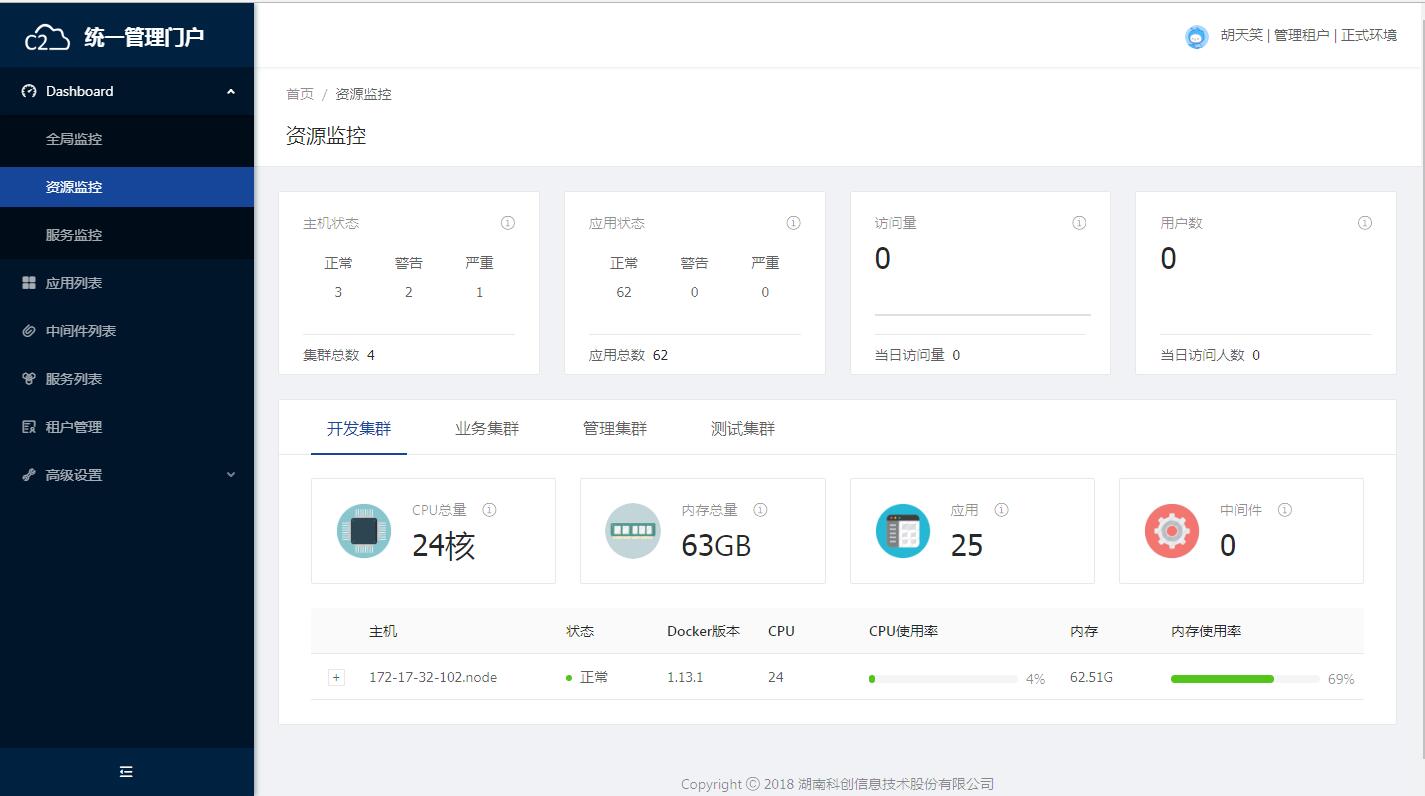 C2 统一管理门户
胡天笑 | 管理租户 | 正式环境
Dashboard
全局监控
资源监控
服务监控
应用列表
中间件列表
服务列表
租户管理
高级设置
首页 / 资源监控
资源监控
主机状态
正常 警告 严重
3 2 1
集群总数 4
应用状态
正常 警告 严重
62 0 0
应用总数 62
访问量
0
当日访问量 0
用户数
0
当日访问人数 0
开发集群 业务集群 管理集群 测试集群
CPU总量
24核
内存总量
63GB
应用
25
中间件
0
主机 状态 Docker版本 CPU CPU使用率 内存 内存使用率
+ 172-17-32-102.node 正常 1.13.1 24 4% 62.51G 69%
Copyright © 2018 湖南科创信息技术股份有限公司